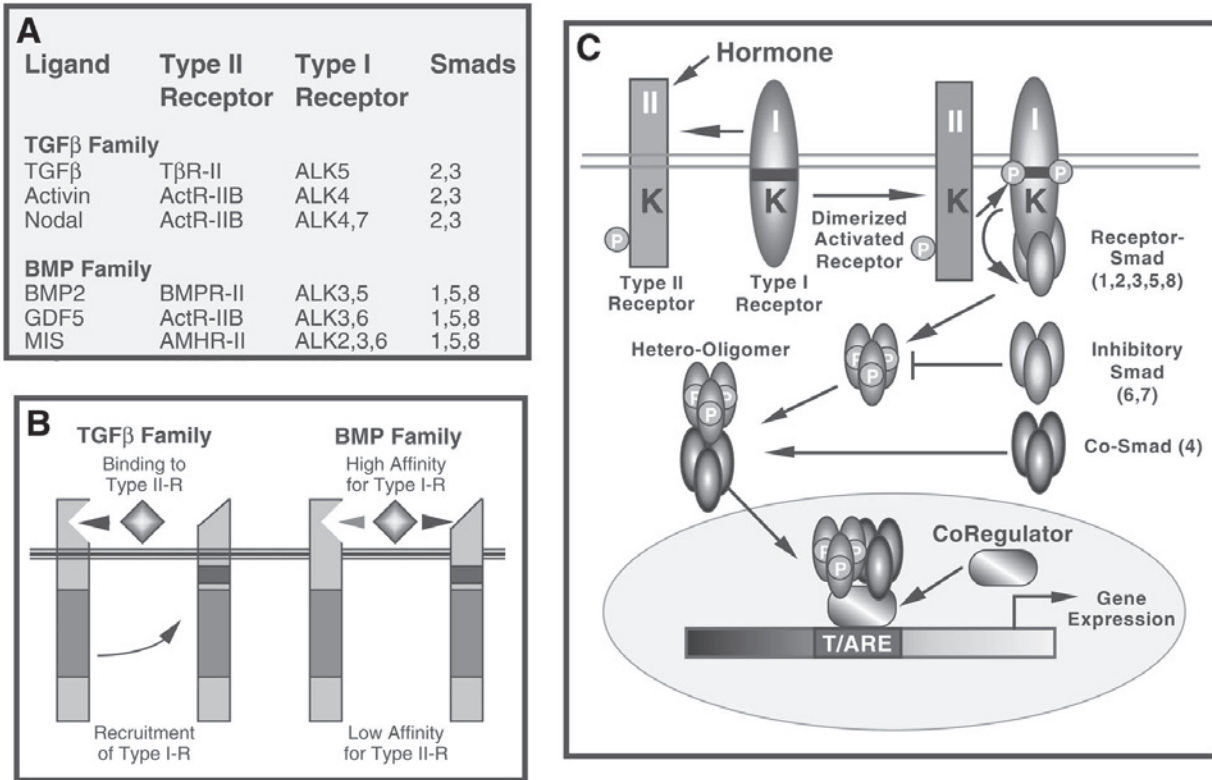 A
Ligand Type II Receptor Type I Receptor Smads
TGFβ Family
TGFβ TβR-II ALK5 2,3
Activin ActR-IIB ALK4 2,3
Nodal ActR-IIB ALK4,7 2,3
BMP Family
BMP2 BMPR-II ALK3,5 1,5,8
GDF5 ActR-IIB ALK3,6 1,5,8
MIS AMHR-II ALK2,3,6 1,5,8
B
TGFβ Family
Binding to
Type II-R
Recruitment
of Type I-R
BMP Family
High Affinity
for Type I-R
Low Affinity
for Type II-R
C
Hormone
II
I
K
K
P
Type II
Receptor
Type I
Receptor
Dimerized
Activated
Receptor
II
I
P
P
K
K
P
Receptor-
Smad
(1,2,3,5,8)
Hetero-Oligomer
P
P
P
P
P
P
Inhibitory
Smad
(6,7)
Co-Smad (4)
CoRegulator
P
P
P
Gene
Expression
T/ARE